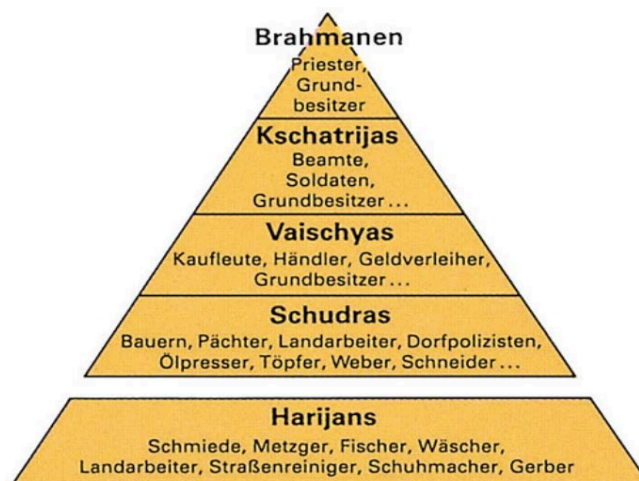 Brahmanen
Priester,
Grund-
besitzer
Kschatrijas
Beamte,
Soldaten,
Grundbesitzer ...
Vaischyas
Kaufleute, Händler, Geldverleiher,
Grundbesitzer ...
Schudras
Bauern, Pächter, Landarbeiter, Dorfpolizisten,
Ölpresser, Töpfer, Weber, Schneider ...
Harijans
Schmiede, Metzger, Fischer, Wäscher,
Landarbeiter, Straßenreiniger, Schuhmacher, Gerber